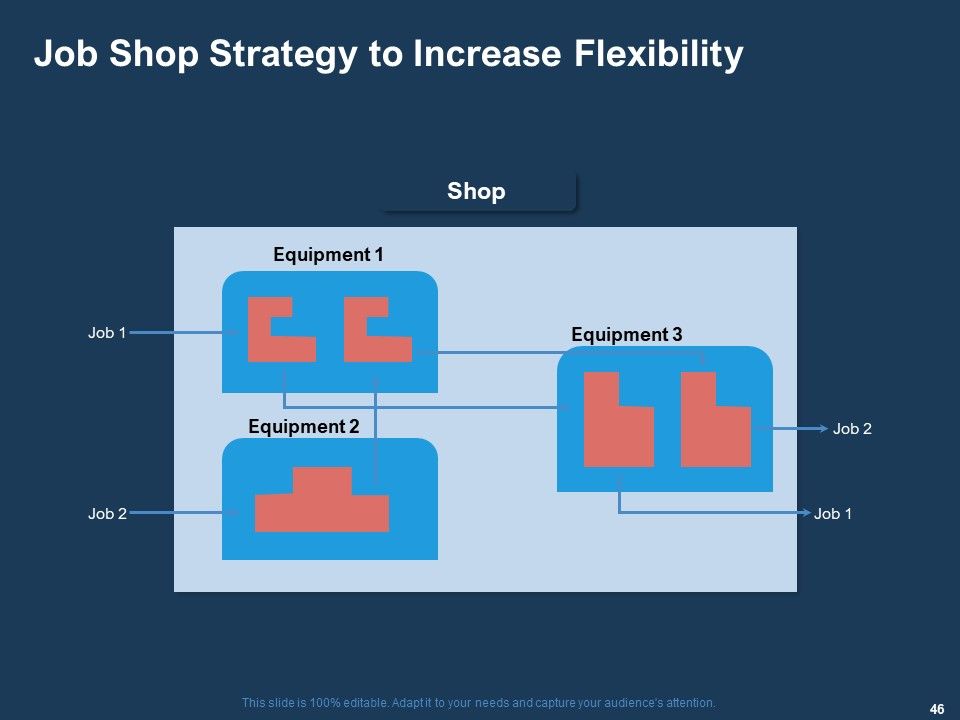 Job Shop Strategy to Increase Flexibility
Shop
Equipment 1
Job 1
Equipment 3
Equipment 2
Job 2
Job 2
Job 1
This slide is 100% editable. Adapt it to your needs and capture your audience's attention.
46